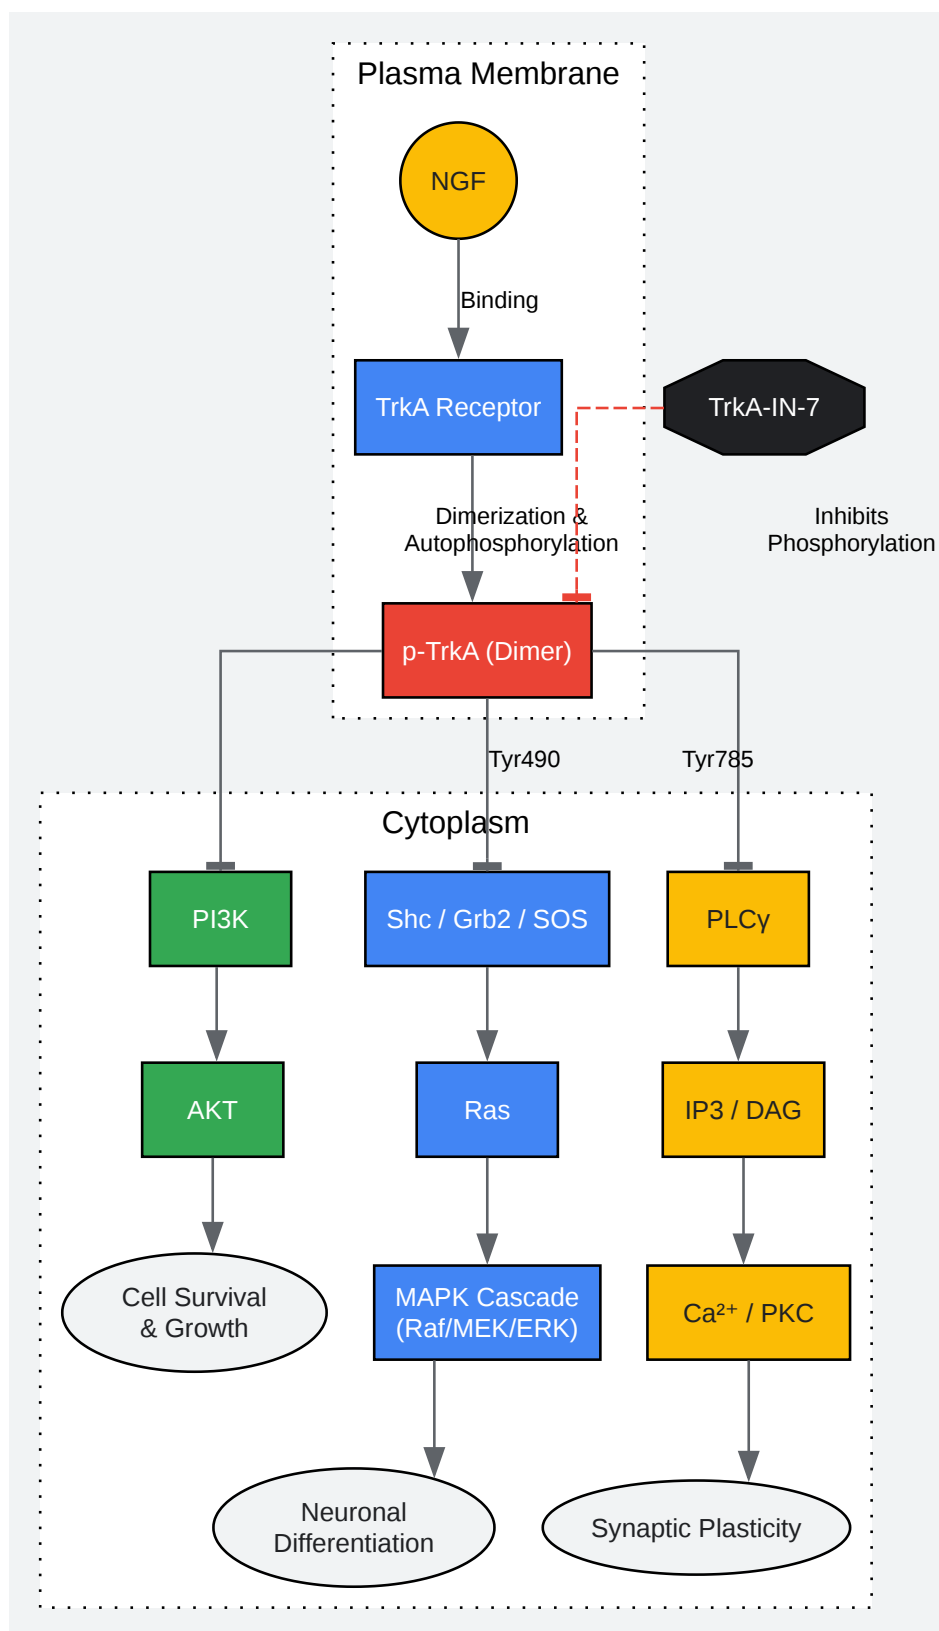 Plasma Membrane
NGF
Binding
TrkA Receptor
TrkA-IN-7
Dimerization &
Autophosphorylation
Inhibits
Phosphorylation
p-TrkA (Dimer)
Tyr490
Tyr785
Cytoplasm
PI3K
Shc / Grb2 / SOS
PLCγ
AKT
Ras
IP3 / DAG
Cell Survival
& Growth
MAPK Cascade
(Raf/MEK/ERK)
Ca²⁺ / PKC
Neuronal
Differentiation
Synaptic Plasticity